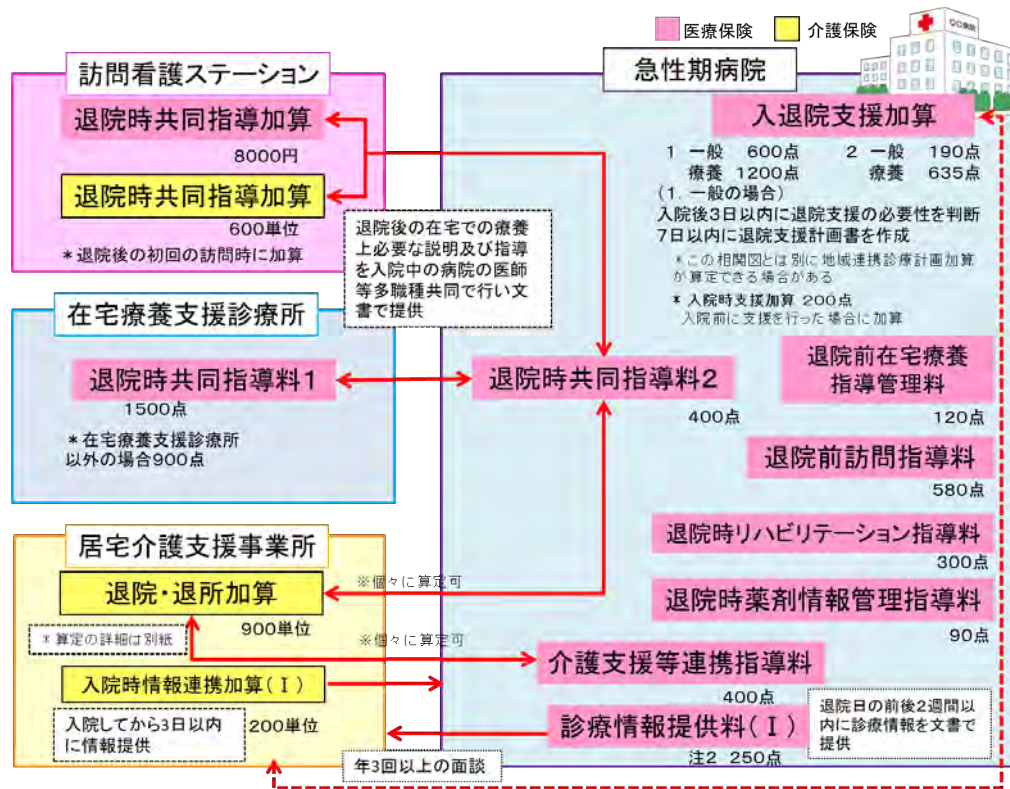 医療保険
介護保険
〇〇病院
訪問看護ステーション
退院時共同指導加算
8000円
退院時共同指導加算
600単位
*退院後の初回の訪問時に加算
退院後の在宅での療養
上必要な説明及び指導
を入院中の病院の医師
等多職種共同で行い文
書で提供
在宅療養支援診療所
退院時共同指導料1
1500点
*在宅療養支援診療所
以外の場合900点
居宅介護支援事業所
退院・退所加算
900単位
*算定の詳細は別紙
入院時情報連携加算(Ⅰ)
200単位
入院してから3日以内
に情報提供
※個々に算定可
※個々に算定可
年3回以上の面談
急性期病院
入退院支援加算
1 一般 600点 2 一般 190点
療養 1200点 療養 635点
(1. 一般の場合)
入院後3日以内に退院支援の必要性を判断
7日以内に退院支援計画書を作成
*この相関図とは別に地域連携診療計画加算
が算定できる場合がある
*入院時支援加算 200点
入院前に支援を行った場合に加算
退院時共同指導料2
400点
退院前在宅療養
指導管理料
120点
退院前訪問指導料
580点
退院時リハビリテーション指導料
300点
退院時薬剤情報管理指導料
90点
介護支援等連携指導料
400点
診療情報提供料(Ⅰ)
注2 250点
退院日の前後2週間以
内に診療情報を文書で
提供